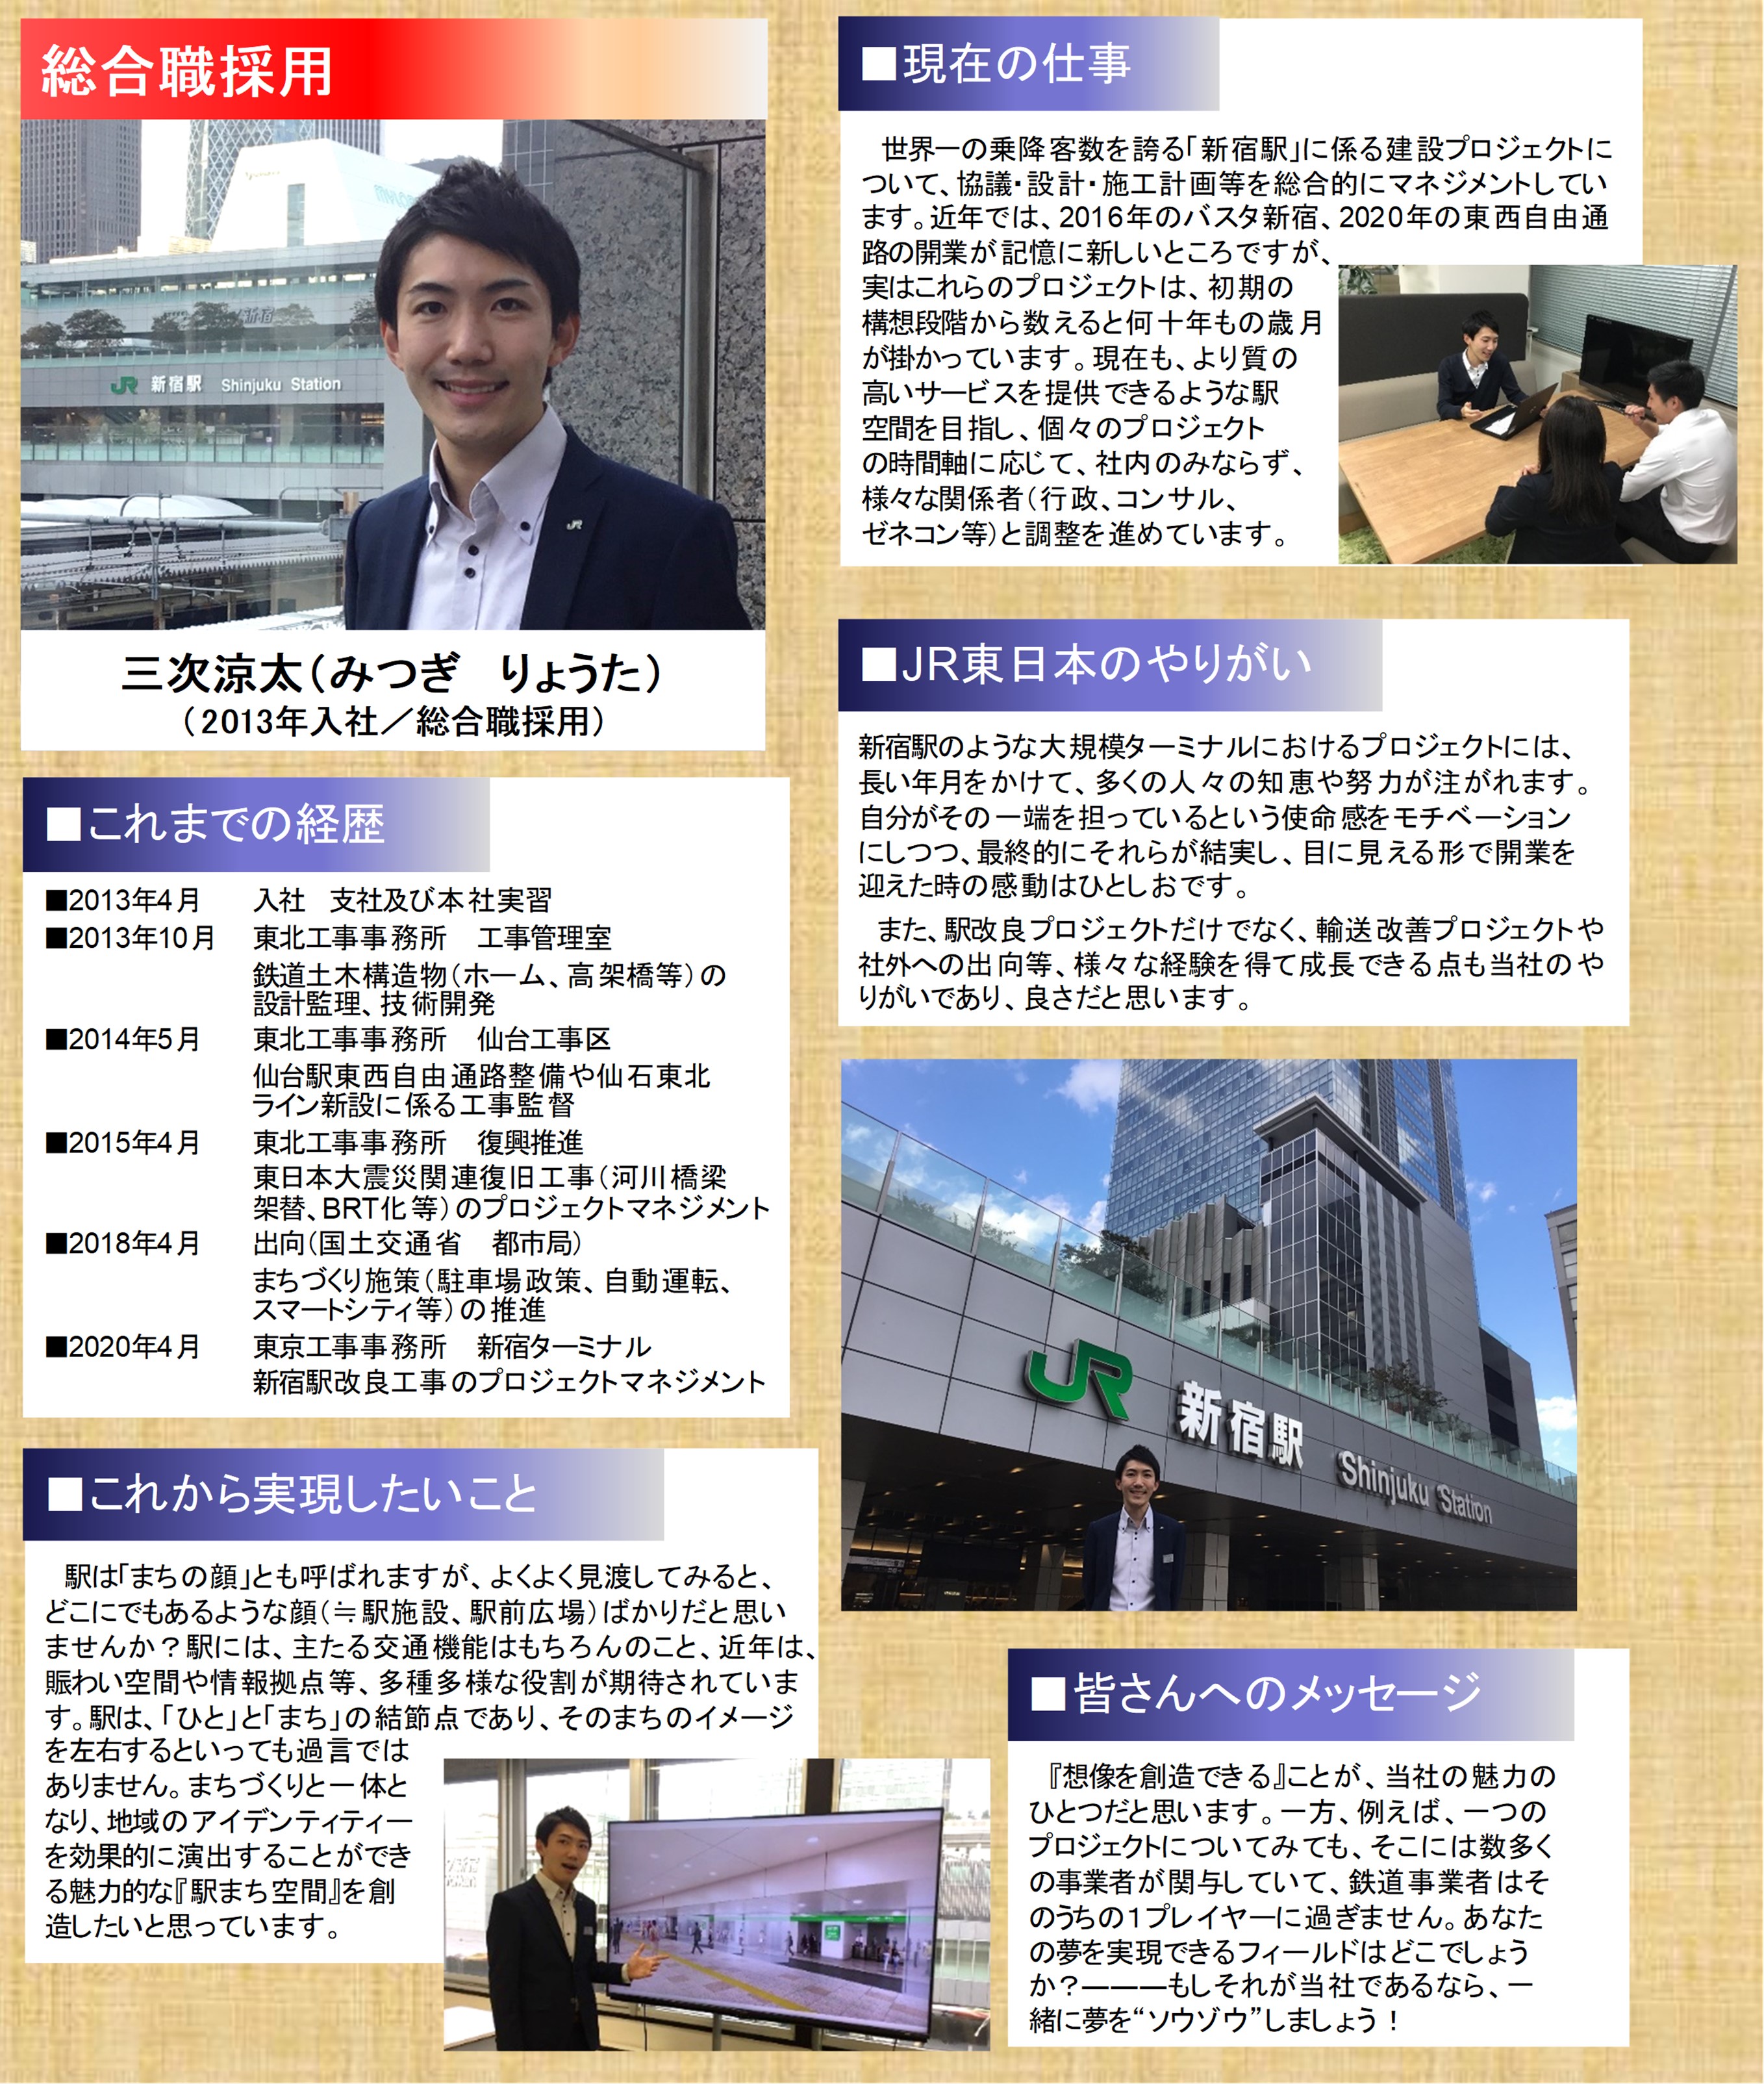 総合職採用
JR 新宿駅 Shinjuku Station
三次涼太（みつぎ　りょうた）
（2013年入社／総合職採用）
■これまでの経歴
■2013年4月　入社　支社及び本社実習
■2013年10月　東北工事事務所　工事管理室
鉄道土木構造物（ホーム、高架橋等）の
設計監理、技術開発
■2014年5月　東北工事事務所　仙台工事区
仙台駅東西自由通路整備や仙石東北
ライン新設に係る工事監督
■2015年4月　東北工事事務所　復興推進
東日本大震災関連復旧工事（河川橋梁
架替、BRT化等）のプロジェクトマネジメント
■2018年4月　出向（国土交通省　都市局）
まちづくり施策（駐車場政策、自動運転、
スマートシティ等）の推進
■2020年4月　東京工事事務所　新宿ターミナル
新宿駅改良工事のプロジェクトマネジメント
■これから実現したいこと
駅は「まちの顔」とも呼ばれますが、よくよく見渡してみると、
どこにでもあるような顔（≒駅施設、駅前広場）ばかりだと思い
ませんか？駅には、主たる交通機能はもちろんのこと、近年は、
賑わい空間や情報拠点等、多種多様な役割が期待されていま
す。駅は、「ひと」と「まち」の結節点であり、そのまちのイメージ
を左右するといっても過言では
ありません。まちづくりと一体と
なり、地域のアイデンティティー
を効果的に演出することができ
る魅力的な『駅まち空間』を創
造したいと思っています。
■現在の仕事
世界一の乗降客数を誇る「新宿駅」に係る建設プロジェクトに
ついて、協議・設計・施工計画等を総合的にマネジメントしてい
ます。近年では、2016年のバスタ新宿、2020年の東西自由通
路の開業が記憶に新しいところですが、
実はこれらのプロジェクトは、初期の
構想段階から数えると何十年もの歳月
が掛かっています。現在も、より質の
高いサービスを提供できるような駅
空間を目指し、個々のプロジェクト
の時間軸に応じて、社内のみならず、
様々な関係者（行政、コンサル、
ゼネコン等）と調整を進めています。
■JR東日本のやりがい
新宿駅のような大規模ターミナルにおけるプロジェクトには、
長い年月をかけて、多くの人々の知恵や努力が注がれます。
自分がその一端を担っているという使命感をモチベーション
にしつつ、最終的にそれらが結実し、目に見える形で開業を
迎えた時の感動はひとしおです。
また、駅改良プロジェクトだけでなく、輸送改善プロジェクトや
社外への出向等、様々な経験を得て成長できる点も当社のや
りがいであり、良さだと思います。
JR 新宿駅 Shinjuku Station
■皆さんへのメッセージ
『想像を創造できる』ことが、当社の魅力の
ひとつだと思います。一方、例えば、一つの
プロジェクトについてみても、そこには数多く
の事業者が関与していて、鉄道事業者はそ
のうちの１プレイヤーに過ぎません。あなた
の夢を実現できるフィールドはどこでしょう
か？―――もしそれが当社であるなら、一
緒に夢を“ソウゾウ”しましょう！